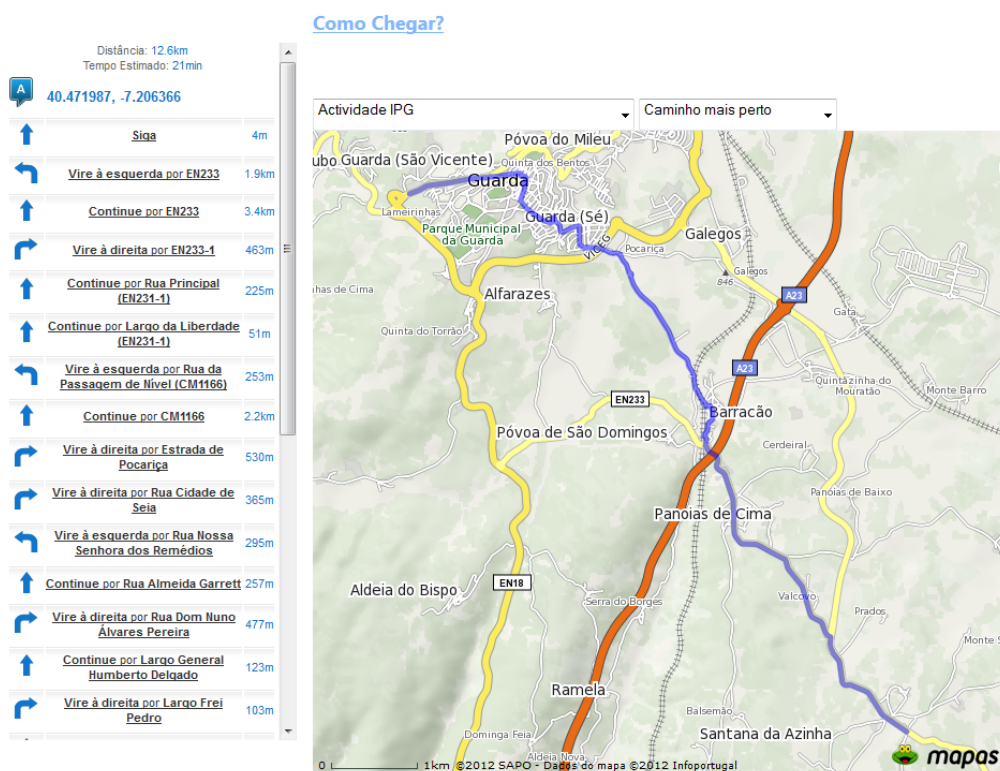 Como Chegar?
Distância: 12.6km
Tempo Estimado: 21min
A
40.471987, -7.206366
Siga 4m
Vire à esquerda por EN233 1.9km
Continue por EN233 3.4km
Vire à direita por EN233-1 463m
Continue por Rua Principal
(EN231-1) 225m
Continue por Largo da Liberdade
(EN231-1) 51m
Vire à esquerda por Rua da
Passagem de Nível (CM1166) 253m
Continue por CM1166 2.2km
Vire à direita por Estrada de
Pocariça 530m
Vire à direita por Rua Cidade de
Seia 365m
Vire à esquerda por Rua Nossa
Senhora dos Remédios 295m
Continue por Rua Almeida Garrett 257m
Vire à direita por Rua Dom Nuno
Álvares Pereira 477m
Continue por Largo General
Humberto Delgado 123m
Vire à direita por Largo Frei
Pedro 103m
Actividade IPG
Caminho mais perto
Póvoa do Mileu
ubo Guarda (São Vicente)
Quinta dos Bentos
Guarda
Lameirinhas
Guarda (Sé)
Parque Municipal
da Guarda
VICEG
Pocariça
Galegos
Galegos
846
nhas de Cima
Alfarazes
A23
Gata
Quinta do Torrão
A23
Quintãzinha do
Mouratão
Monte Barro
EN233
Barracão
Póvoa de São Domingos
Cerdeiral
Panóias de Baixo
Panoias de Cima
EN18
Aldeia do Bispo
Serra do Borges
Valcovo
Prados
Monte S
Ramela
Balsemão
Santana da Azinha
Dominga Feia
Aldeia Nova
0 1km ©2012 SAPO - Dados do mapa ©2012 Infoportugal
mapas